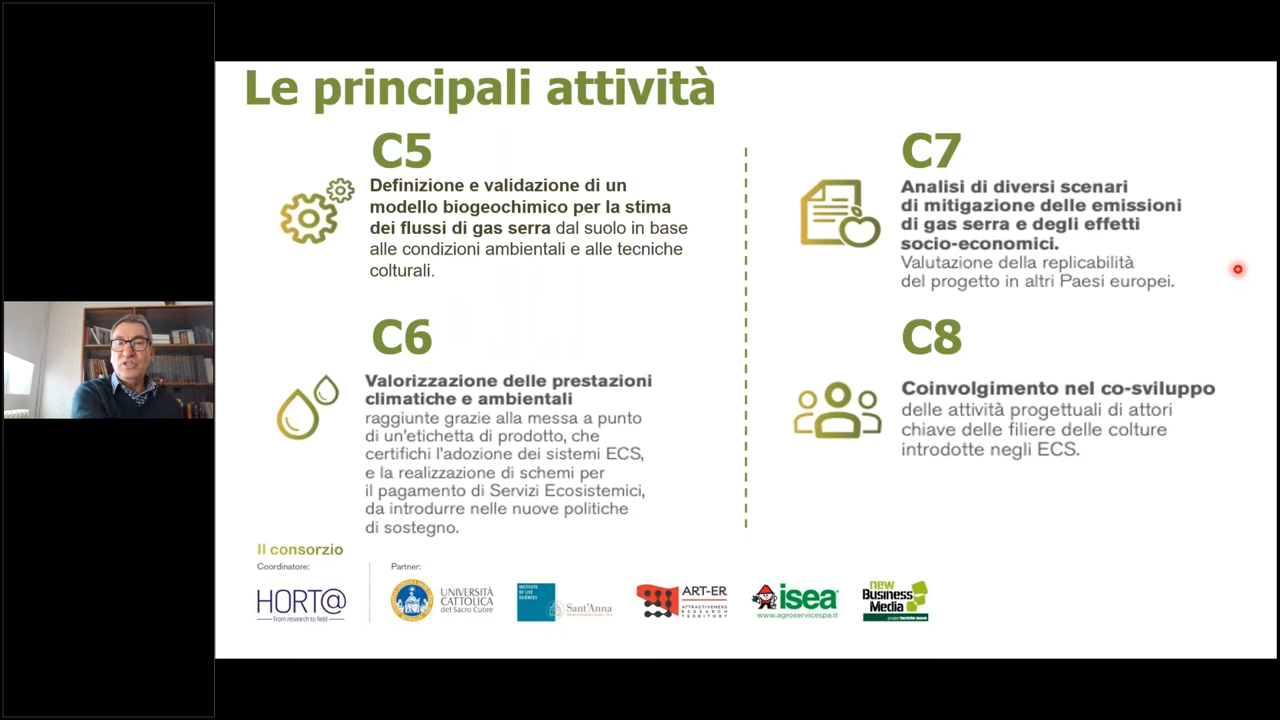 Le principali attività
C5
Definizione e validazione di un
modello biogeochimico per la stima
dei flussi di gas serra dal suolo in base
alle condizioni ambientali e alle tecniche
colturali.
C6
Valorizzazione delle prestazioni
climatiche e ambientali
raggiunte grazie alla messa a punto
di un'etichetta di prodotto, che
certifichi l'adozione dei sistemi ECS,
e la realizzazione di schemi per
il pagamento di Servizi Ecosistemici,
da introdurre nelle nuove politiche
di sostegno.
C7
Analisi di diversi scenari
di mitigazione delle emissioni
di gas serra e degli effetti
socio-economici.
Valutazione della replicabilità
del progetto in altri Paesi europei.
C8
Coinvolgimento nel co-sviluppo
delle attività progettuali di attori
chiave delle filiere delle colture
introdotte negli ECS.
Il consorzio
Coordinatore:
Partner:
HORT@
From research to field
UNIVERSITÀ
CATTOLICA
del Sacro Cuore
INSTITUTE
OF LIFE
SCIENCES
Sant'Anna
ART-ER
ATTRACTIVENESS
RESEARCH
TERRITORY
isea
www.agroservicespa.it
new
Business
Media